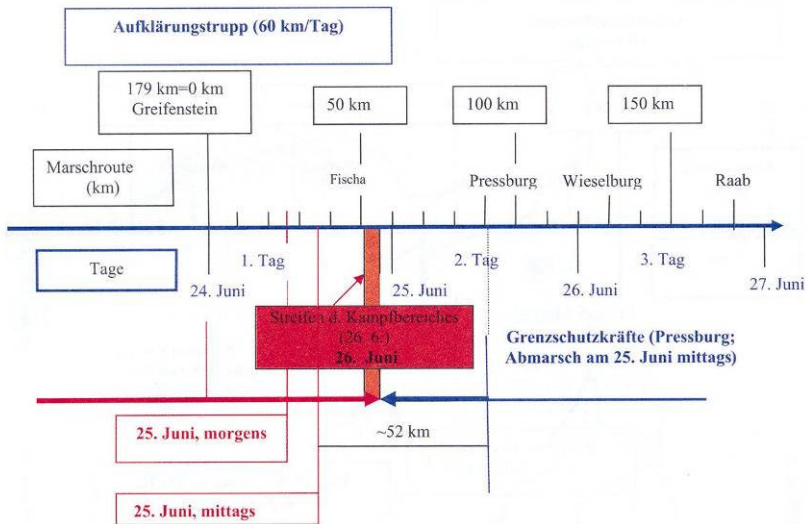 Aufklärungstrupp (60 km/Tag)
179 km=0 km
Greifenstein
50 km
100 km
150 km
Marschroute
(km)
Fischa
Pressburg
Wieselburg
Raab
Tage
1. Tag
2. Tag
3. Tag
24. Juni
25. Juni
26. Juni
27. Juni
Streifen d. Kampfbereiches
(26. 6.)
26. Juni
Grenzschutzkräfte (Pressburg;
Abmarsch am 25. Juni mittags)
25. Juni, morgens
~52 km
25. Juni, mittags